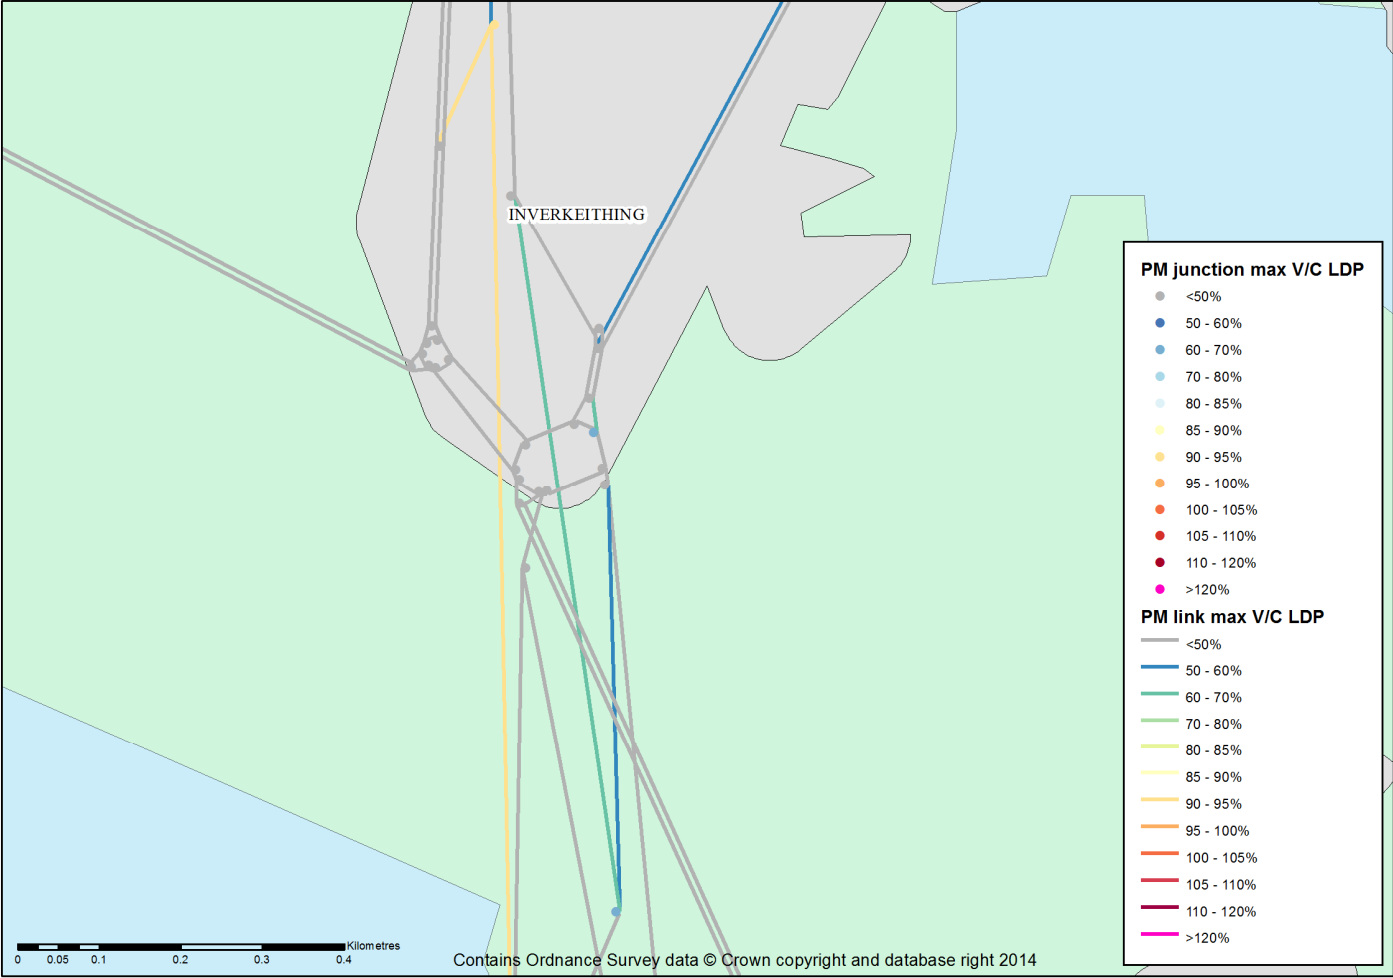 INVERKEITHING
PM junction max V/C LDP
<50%
50 - 60%
60 - 70%
70 - 80%
80 - 85%
85 - 90%
90 - 95%
95 - 100%
100 - 105%
105 - 110%
110 - 120%
>120%
PM link max V/C LDP
<50%
50 - 60%
60 - 70%
70 - 80%
80 - 85%
85 - 90%
90 - 95%
95 - 100%
100 - 105%
105 - 110%
110 - 120%
>120%
Kilometres
0 0.05 0.1 0.2 0.3 0.4
Contains Ordnance Survey data © Crown copyright and database right 2014